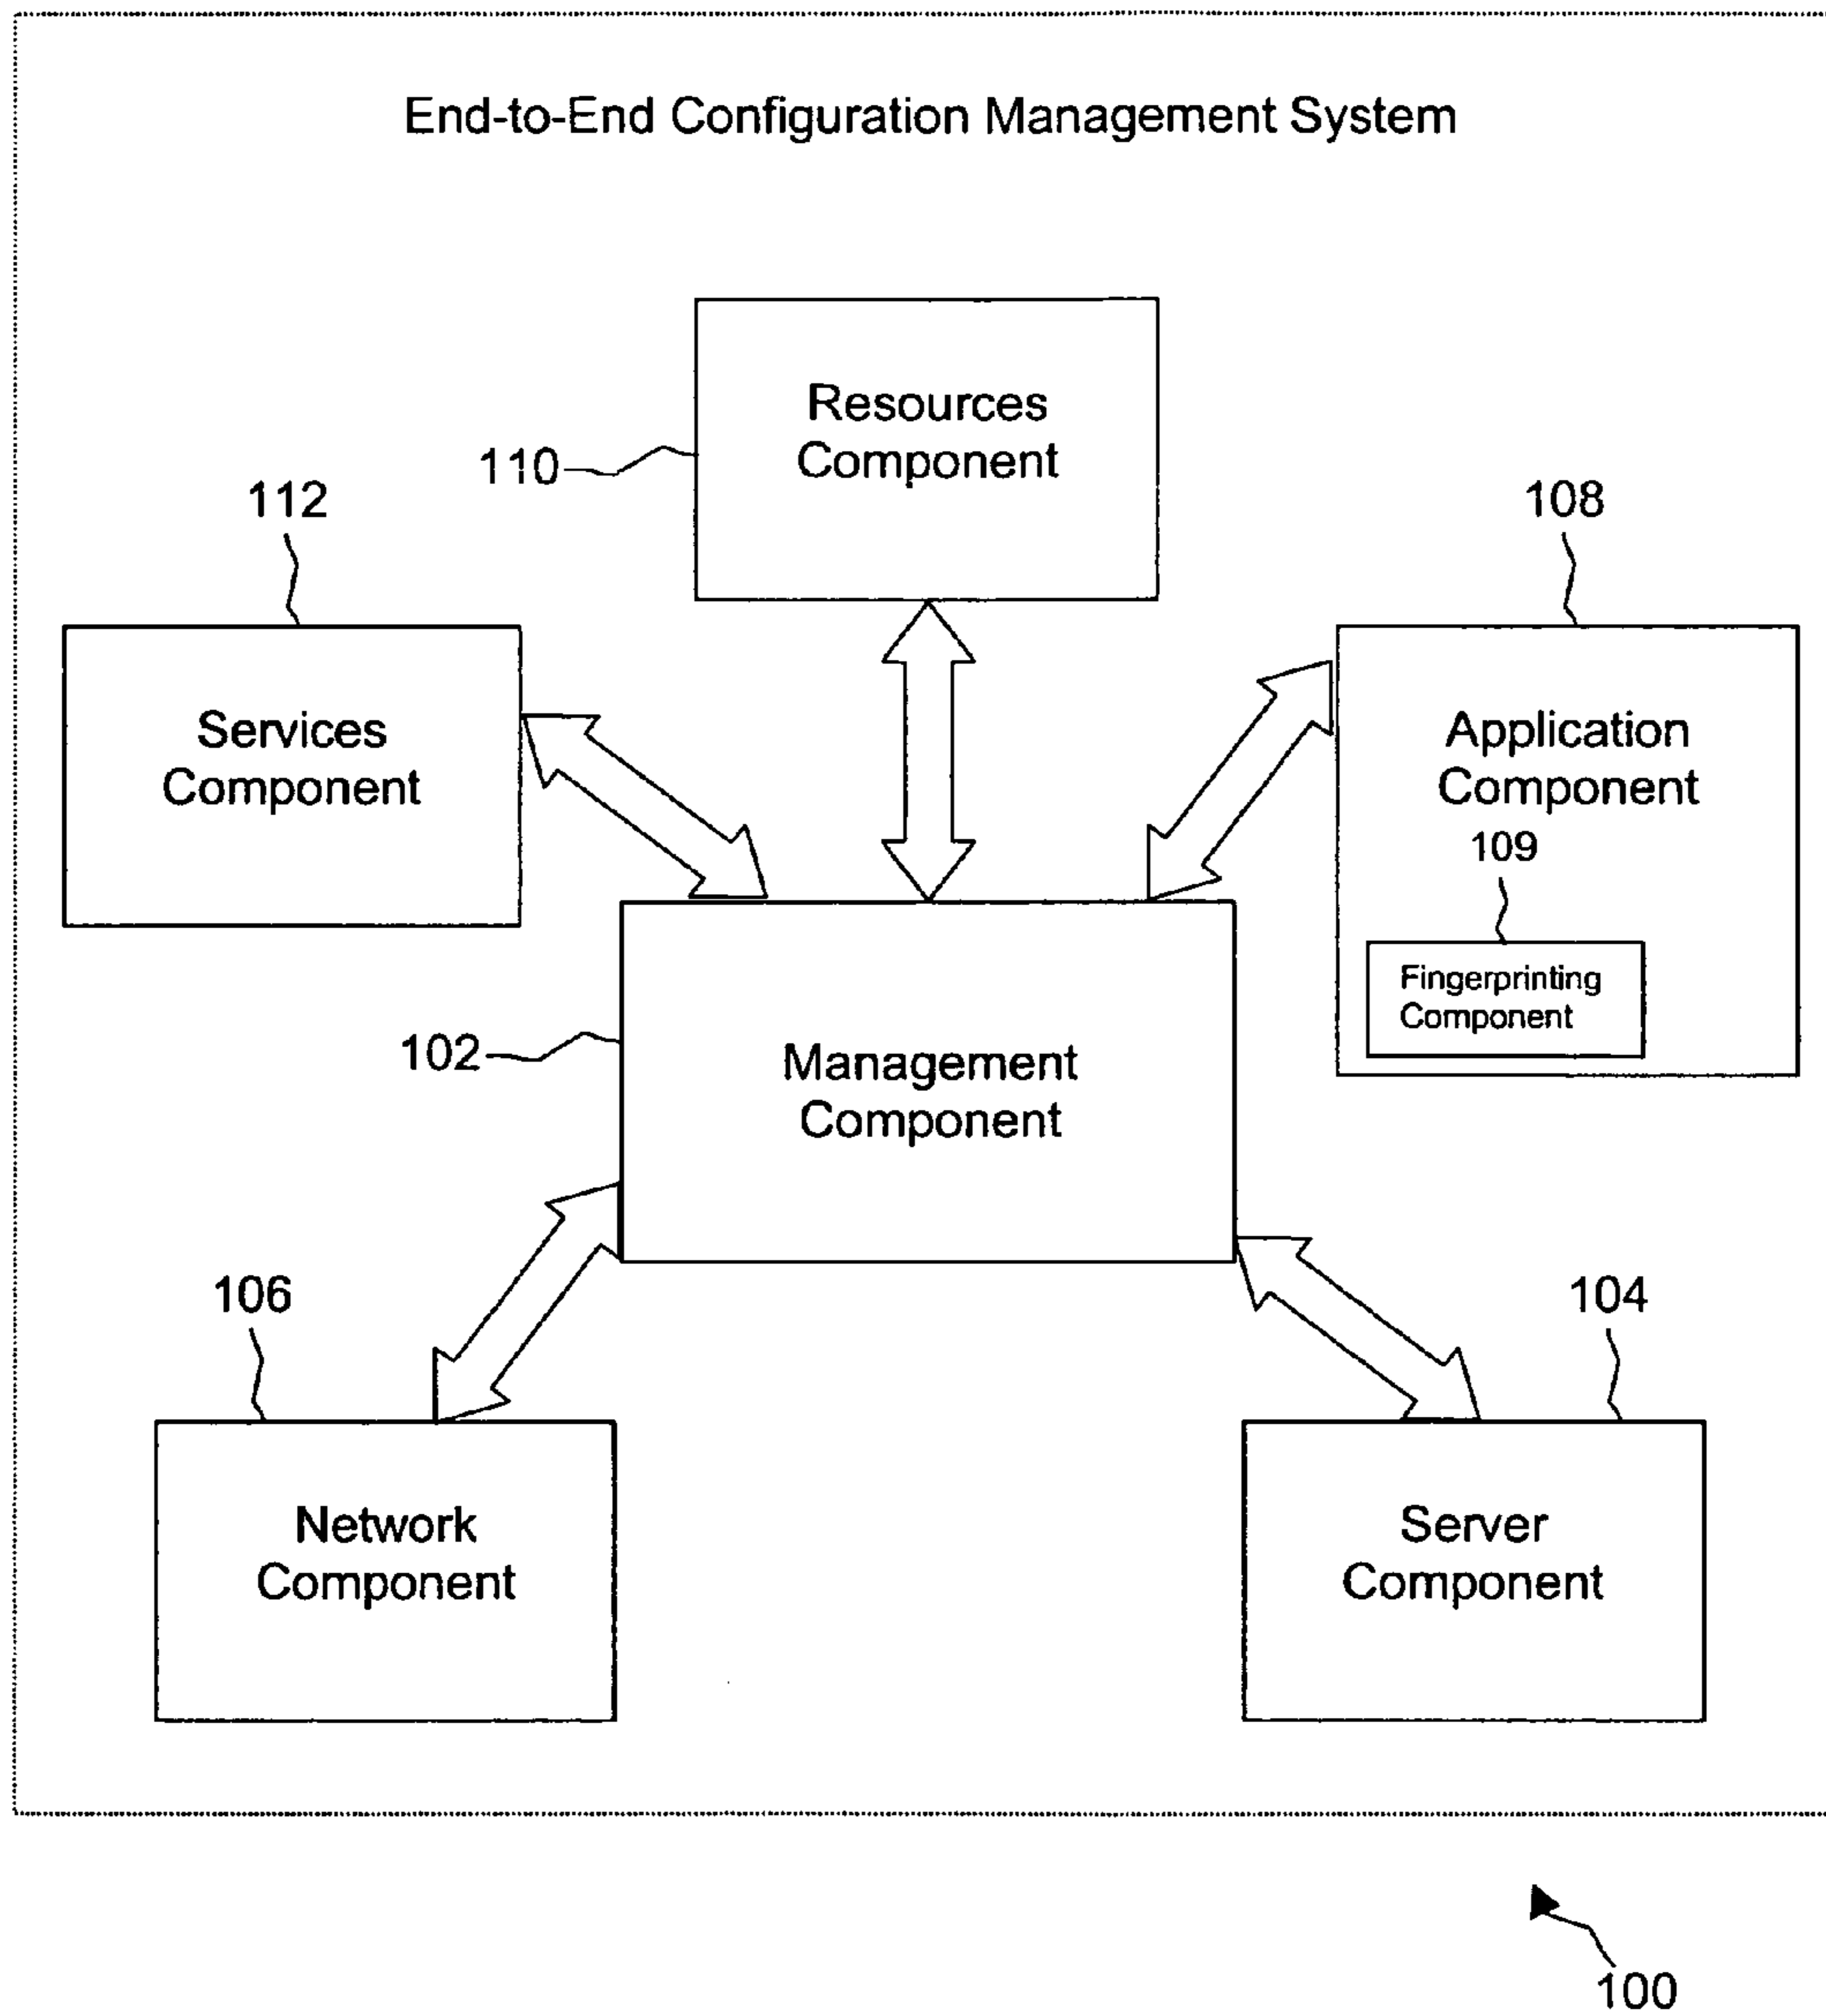 End-to-End Configuration Management System
Resources
Component
110
112
108
Services
Component
Application
Component
109
Fingerprinting
Component
102
Management
Component
106
104
Network
Component
Server
Component
100